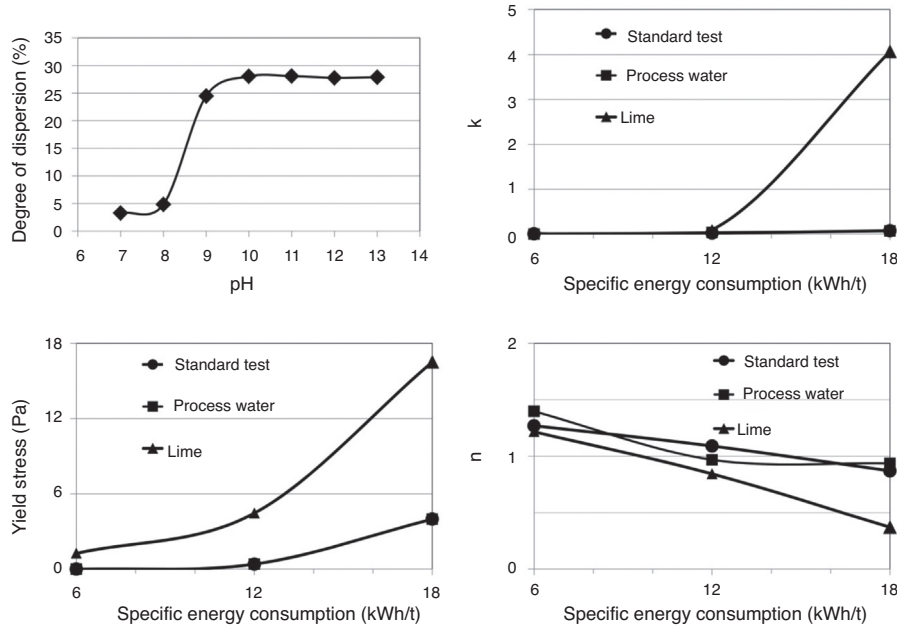 Degree of dispersion (%)
35
30
25
20
15
10
5
0
6 7 8 9 10 11 12 13 14
pH
k
5
4
3
2
1
0
Standard test
Process water
Lime
6 12 18
Specific energy consumption (kWh/t)
Yield stress (Pa)
18
12
6
0
Standard test
Process water
Lime
6 12 18
Specific energy consumption (kWh/t)
n
2
1
0
Standard test
Process water
Lime
6 12 18
Specific energy consumption (kWh/t)